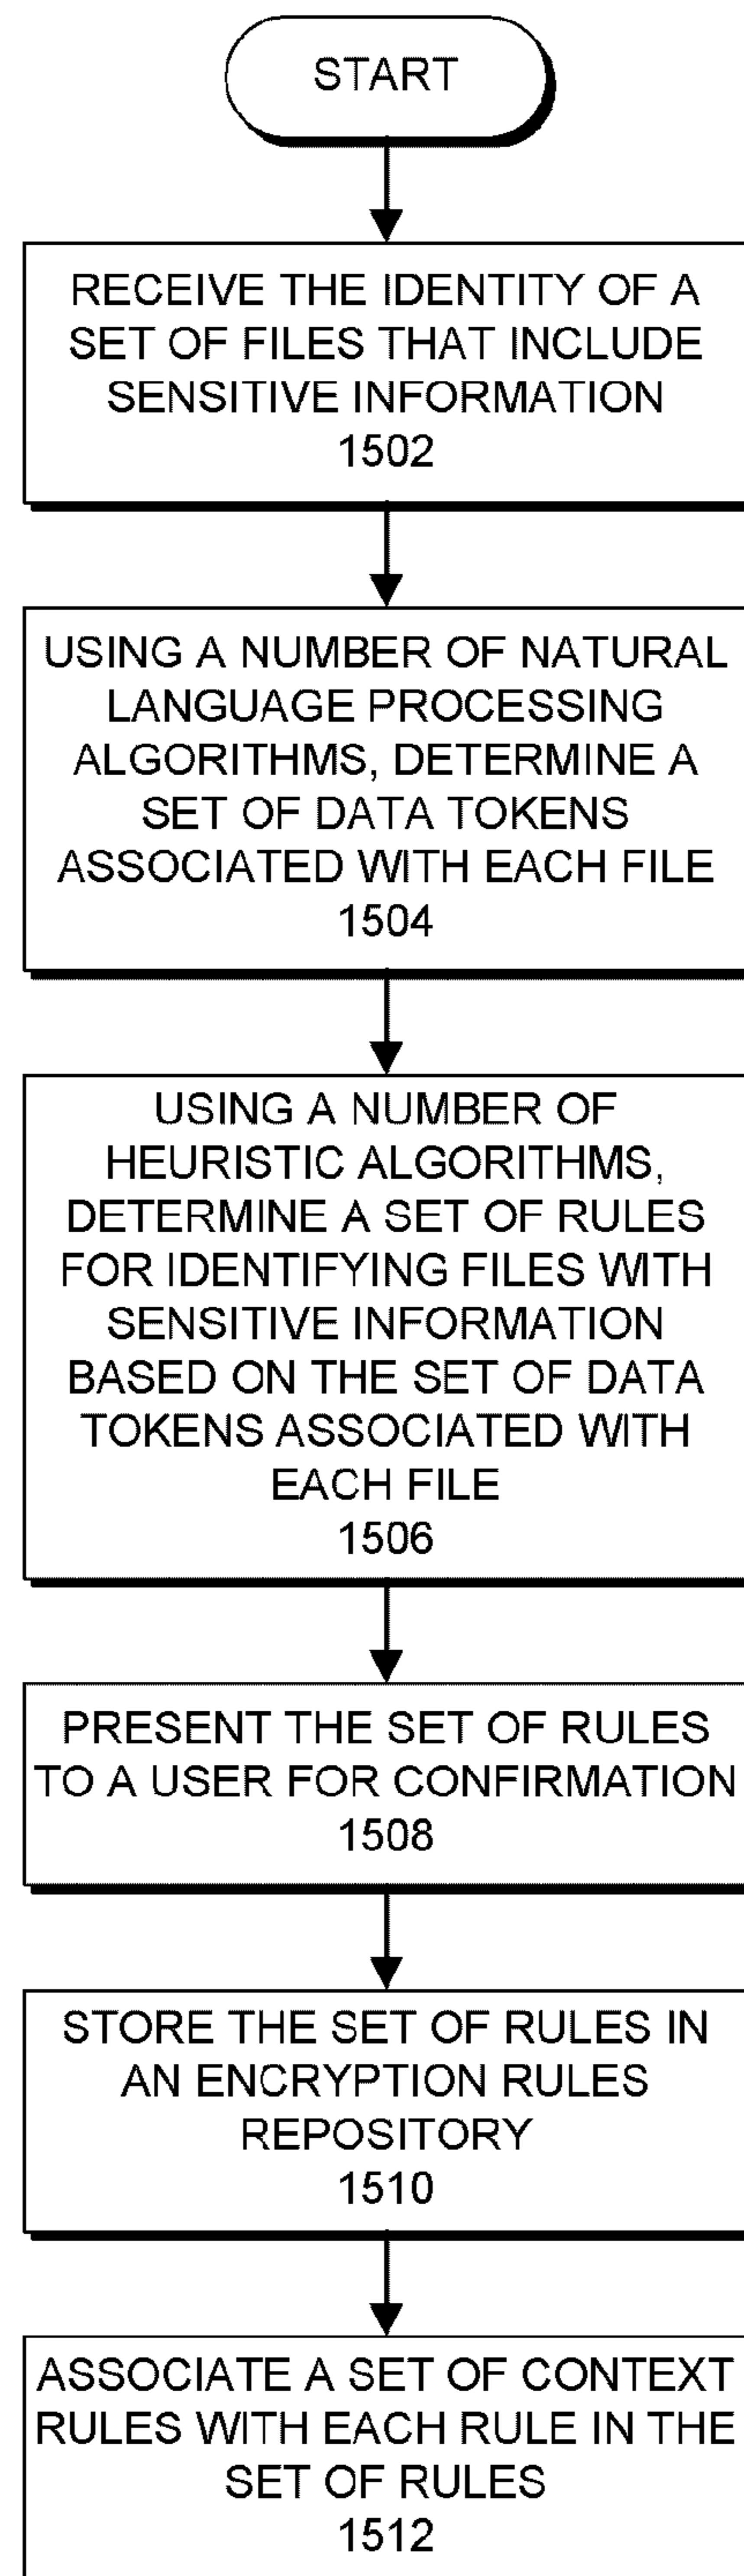 START
RECEIVE THE IDENTITY OF A
SET OF FILES THAT INCLUDE
SENSITIVE INFORMATION
1502
USING A NUMBER OF NATURAL
LANGUAGE PROCESSING
ALGORITHMS, DETERMINE A
SET OF DATA TOKENS
ASSOCIATED WITH EACH FILE
1504
USING A NUMBER OF
HEURISTIC ALGORITHMS,
DETERMINE A SET OF RULES
FOR IDENTIFYING FILES WITH
SENSITIVE INFORMATION
BASED ON THE SET OF DATA
TOKENS ASSOCIATED WITH
EACH FILE
1506
PRESENT THE SET OF RULES
TO A USER FOR CONFIRMATION
1508
STORE THE SET OF RULES IN
AN ENCRYPTION RULES
REPOSITORY
1510
ASSOCIATE A SET OF CONTEXT
RULES WITH EACH RULE IN THE
SET OF RULES
1512